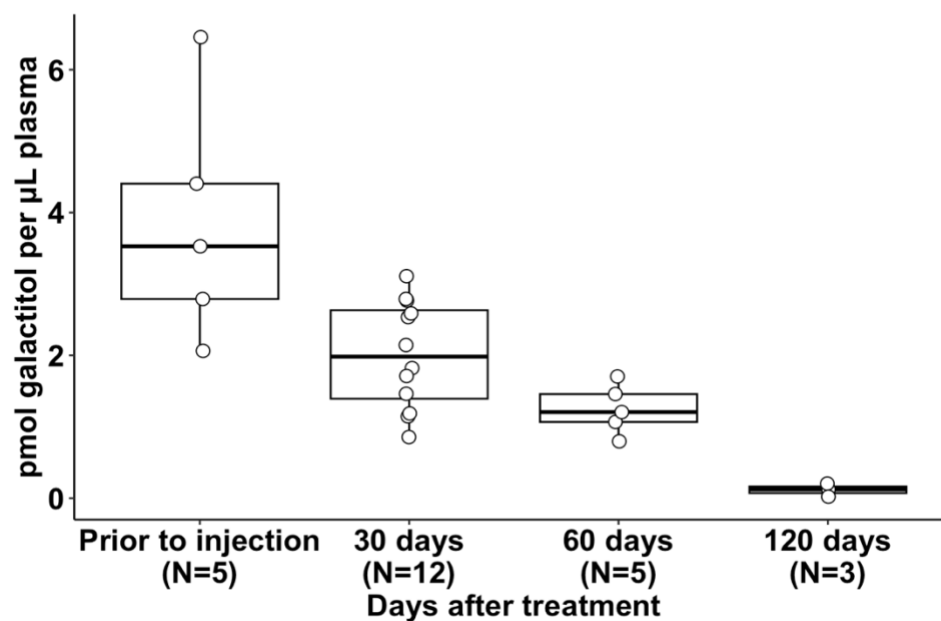 pmol galactitol per µL plasma
6
4
2
0
Prior to injection
(N=5)
30 days
(N=12)
60 days
(N=5)
120 days
(N=3)
Days after treatment